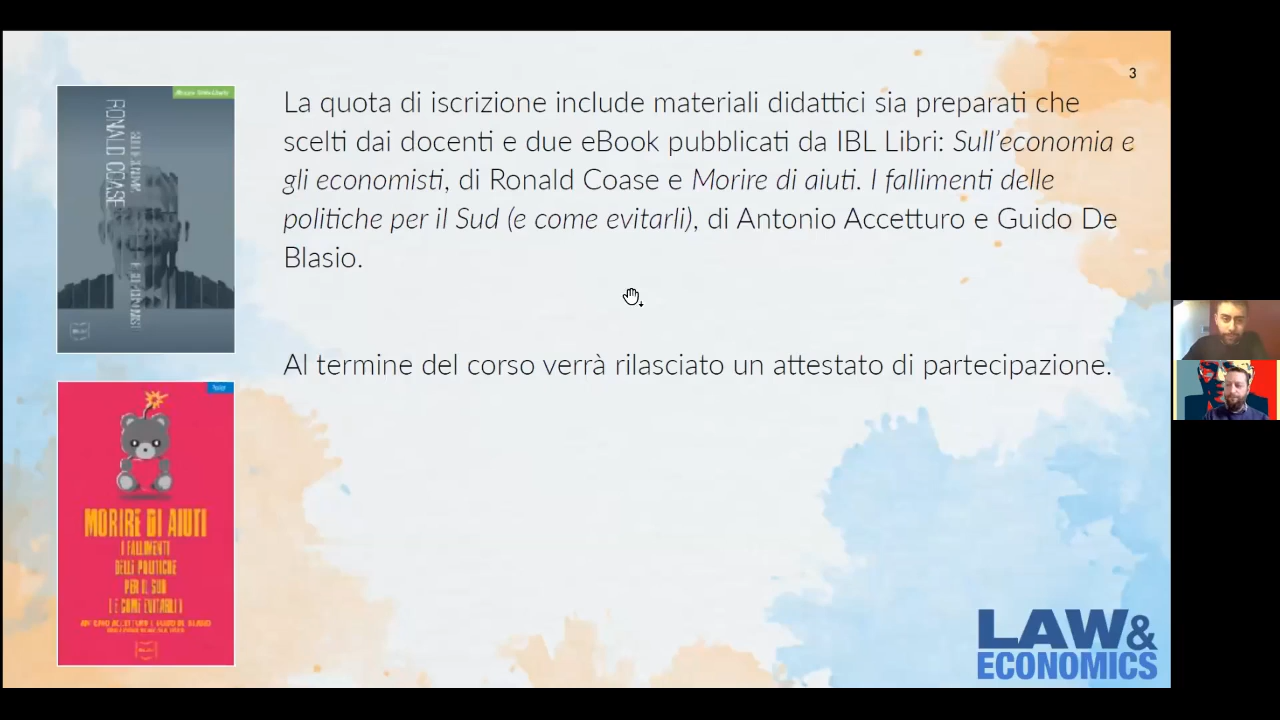 3
La quota di iscrizione include materiali didattici sia preparati che
scelti dai docenti e due eBook pubblicati da IBL Libri: Sull’economia e
gli economisti, di Ronald Coase e Morire di aiuti. I fallimenti delle
politiche per il Sud (e come evitarli), di Antonio Accetturo e Guido De
Blasio.
Al termine del corso verrà rilasciato un attestato di partecipazione.
RONALD COASE
MORIRE DI AIUTI
I FALLIMENTI
DELLE POLITICHE
PER IL SUD
(E COME EVITARLI)
LAW&
ECONOMICS